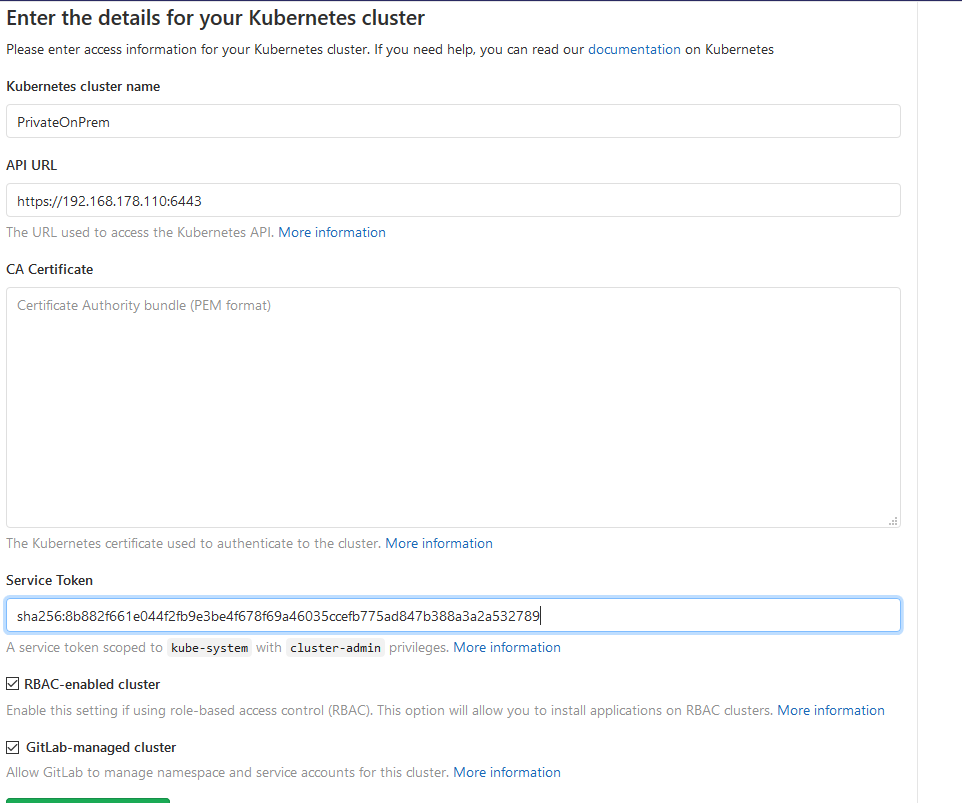 Enter the details for your Kubernetes cluster
Please enter access information for your Kubernetes cluster. If you need help, you can read our documentation on Kubernetes
Kubernetes cluster name
PrivateOnPrem
API URL
https://192.168.178.110:6443
The URL used to access the Kubernetes API. More information
CA Certificate
Certificate Authority bundle (PEM format)
The Kubernetes certificate used to authenticate to the cluster. More information
Service Token
sha256:8b882f661e044f2fb9e3be4f678f69a46035ccefb775ad847b388a3a2a532789
A service token scoped to kube-system with cluster-admin privileges. More information
RBAC-enabled cluster
Enable this setting if using role-based access control (RBAC). This option will allow you to install applications on RBAC clusters. More information
GitLab-managed cluster
Allow GitLab to manage namespace and service accounts for this cluster. More information